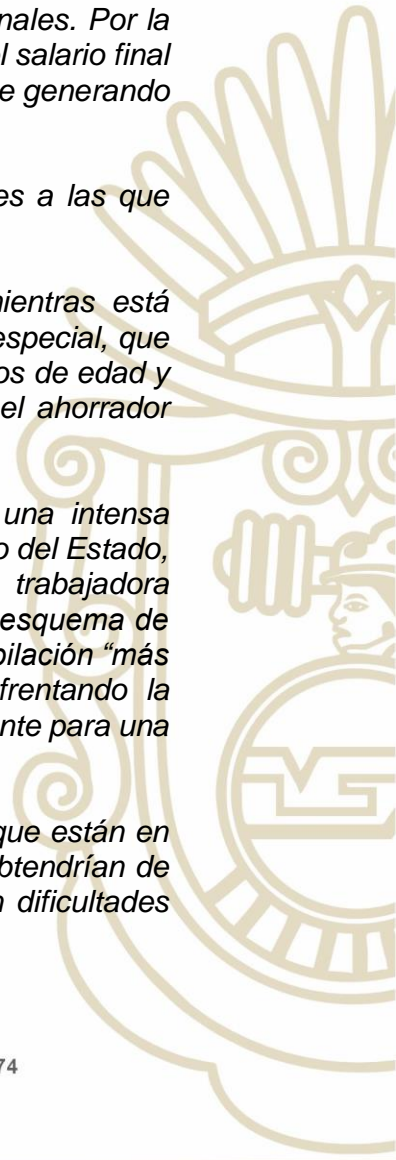 nales. Por la
l salario final
e generando
es a las que
nientras está
especial, que
os de edad y
el ahorrador
una intensa
o del Estado,
trabajadora
esquema de
bilación “más
frentando la
nte para una
que están en
btendrían de
n dificultades
74